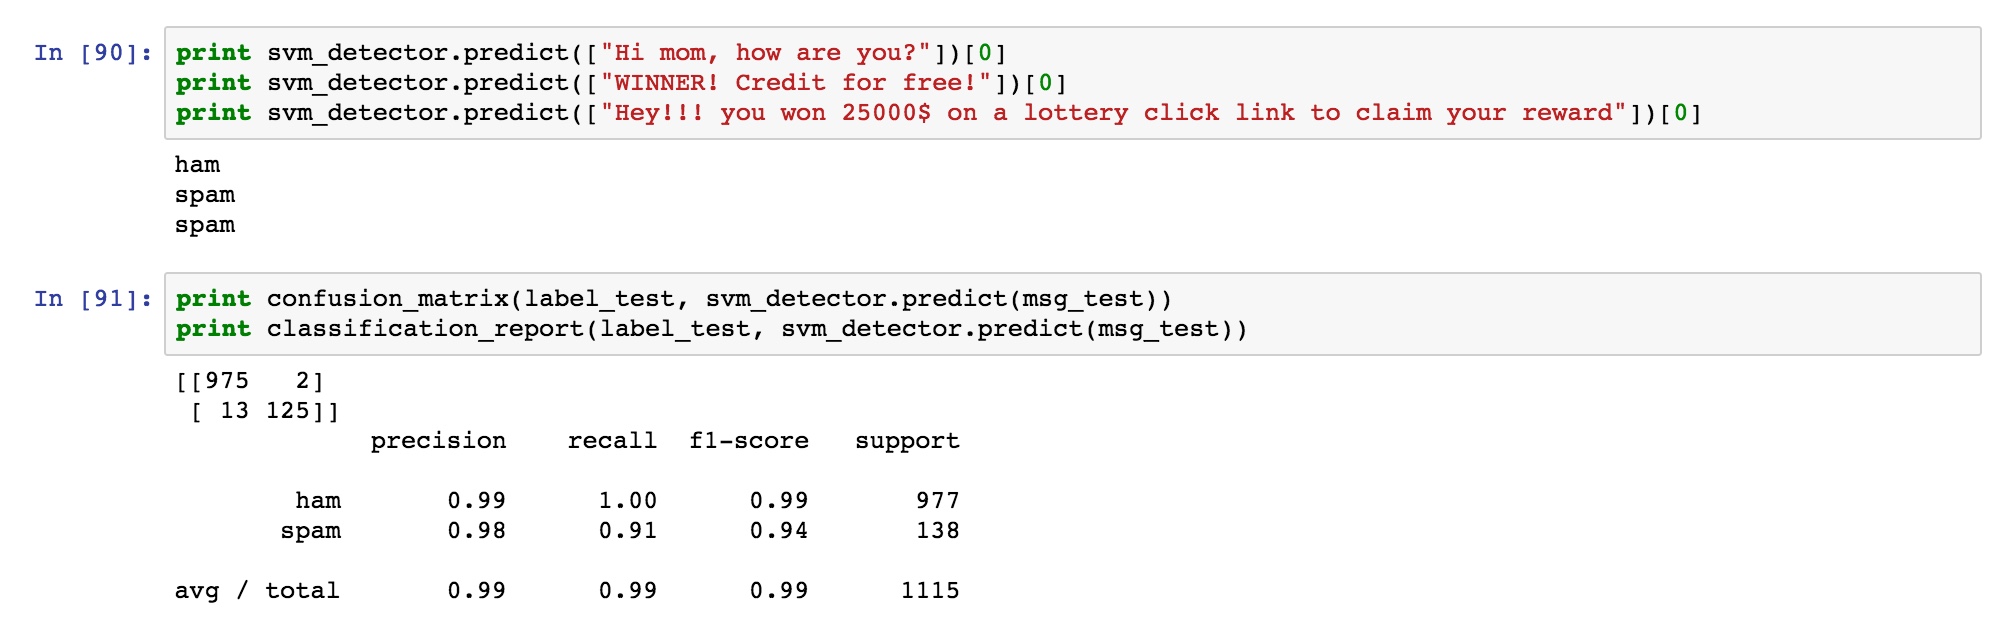 In [90]: print svm_detector.predict(["Hi mom, how are you?"])[0]
print svm_detector.predict(["WINNER! Credit for free!"])[0]
print svm_detector.predict(["Hey!!! you won 25000$ on a lottery click link to claim your reward"])[0]
ham
spam
spam
In [91]: print confusion_matrix(label_test, svm_detector.predict(msg_test))
print classification_report(label_test, svm_detector.predict(msg_test))
[[975   2]
 [ 13 125]]
             precision    recall  f1-score   support
        ham       0.99      1.00      0.99       977
       spam       0.98      0.91      0.94       138
avg / total       0.99      0.99      0.99      1115